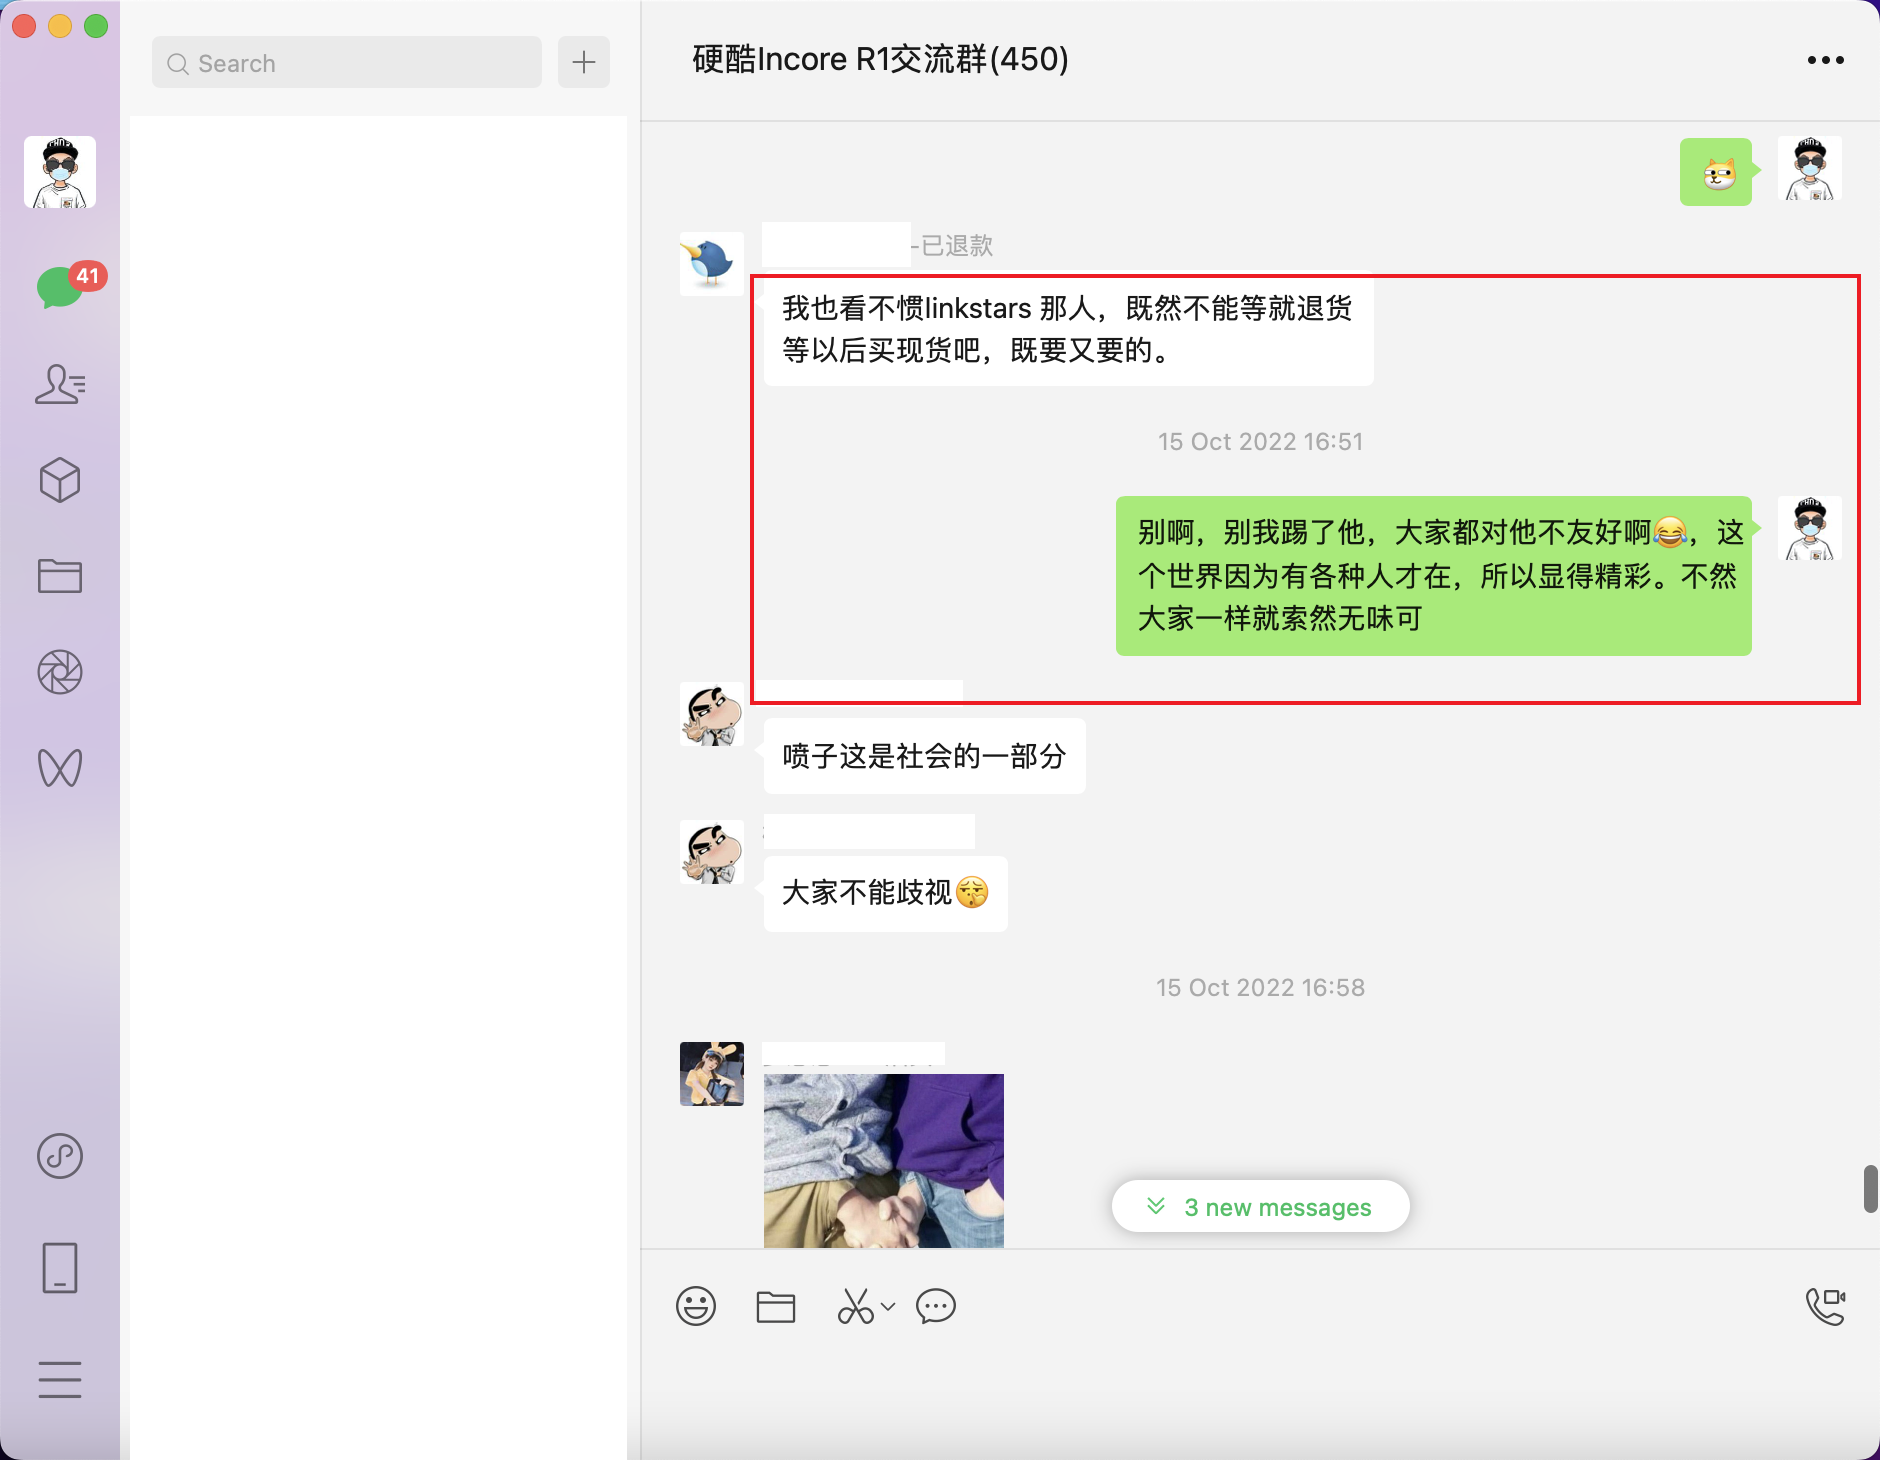 Search
硬酷Incore R1交流群(450)
41
-已退款
我也看不惯linkstars 那人，既然不能等就退货
等以后买现货吧，既要又要的。
15 Oct 2022 16:51
别啊，别我踢了他，大家都对他不友好啊😂，这
个世界因为有各种人才在，所以显得精彩。不然
大家一样就索然无味可
喷子这是社会的一部分
大家不能歧视🤫
15 Oct 2022 16:58
3 new messages